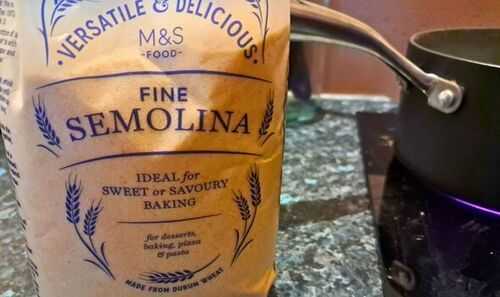 VERSATILE & DELICIOUS.
M&S
-FOOD-
FINE
SEMOLINA
IDEAL for
SWEET or SAVOURY
BAKING
for desserts,
baking, pizza
& pasta
MADE FROM DURUM WHEAT